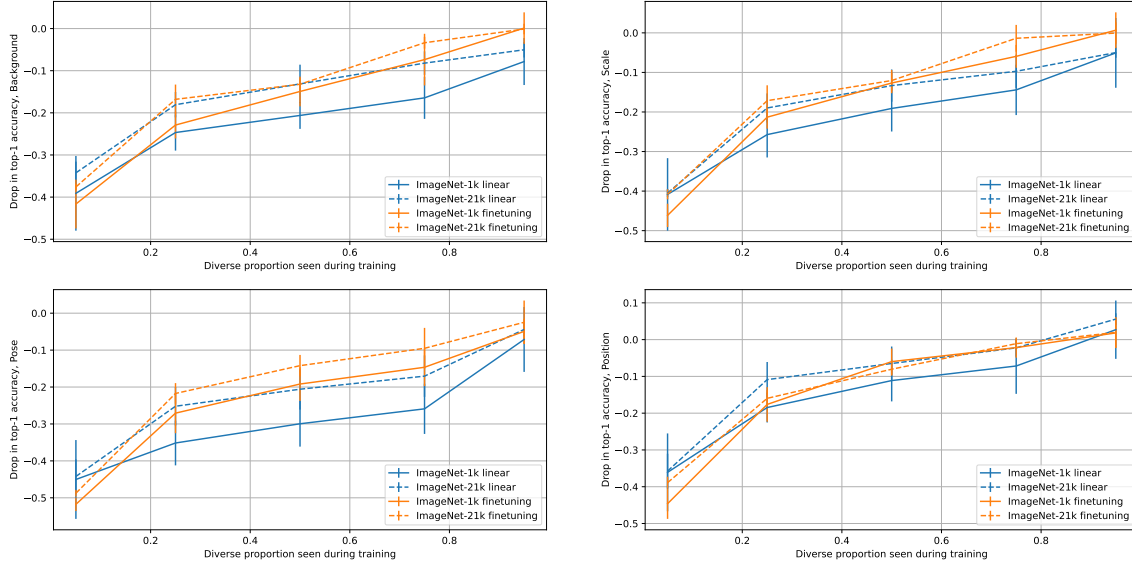 Drop in top-1 accuracy, Background
0.0
−0.1
−0.2
−0.3
−0.4
−0.5
0.2
0.4
0.6
0.8
Diverse proportion seen during training
ImageNet-1k linear
ImageNet-21k linear
ImageNet-1k finetuning
ImageNet-21k finetuning
Drop in top-1 accuracy, Scale
0.0
−0.1
−0.2
−0.3
−0.4
−0.5
0.2
0.4
0.6
0.8
Diverse proportion seen during training
ImageNet-1k linear
ImageNet-21k linear
ImageNet-1k finetuning
ImageNet-21k finetuning
Drop in top-1 accuracy, Pose
0.0
−0.1
−0.2
−0.3
−0.4
−0.5
0.2
0.4
0.6
0.8
Diverse proportion seen during training
ImageNet-1k linear
ImageNet-21k linear
ImageNet-1k finetuning
ImageNet-21k finetuning
Drop in top-1 accuracy, Position
0.1
0.0
−0.1
−0.2
−0.3
−0.4
−0.5
0.2
0.4
0.6
0.8
Diverse proportion seen during training
ImageNet-1k linear
ImageNet-21k linear
ImageNet-1k finetuning
ImageNet-21k finetuning